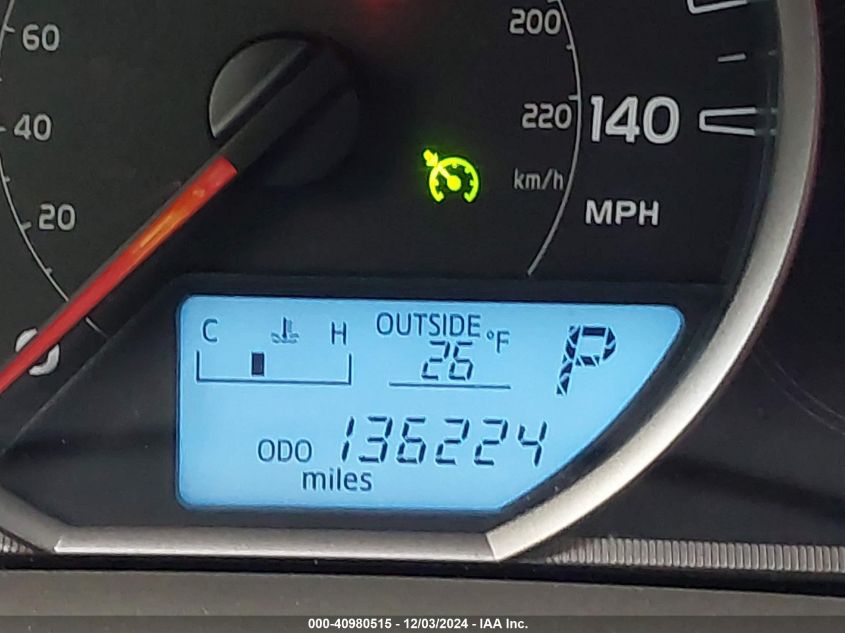 60
200
40
220
140
km/h
20
MPH
0
C H
OUTSIDE °F
26
P
ODO 136224
miles
000-40980515 - 12/03/2024 - IAA Inc.